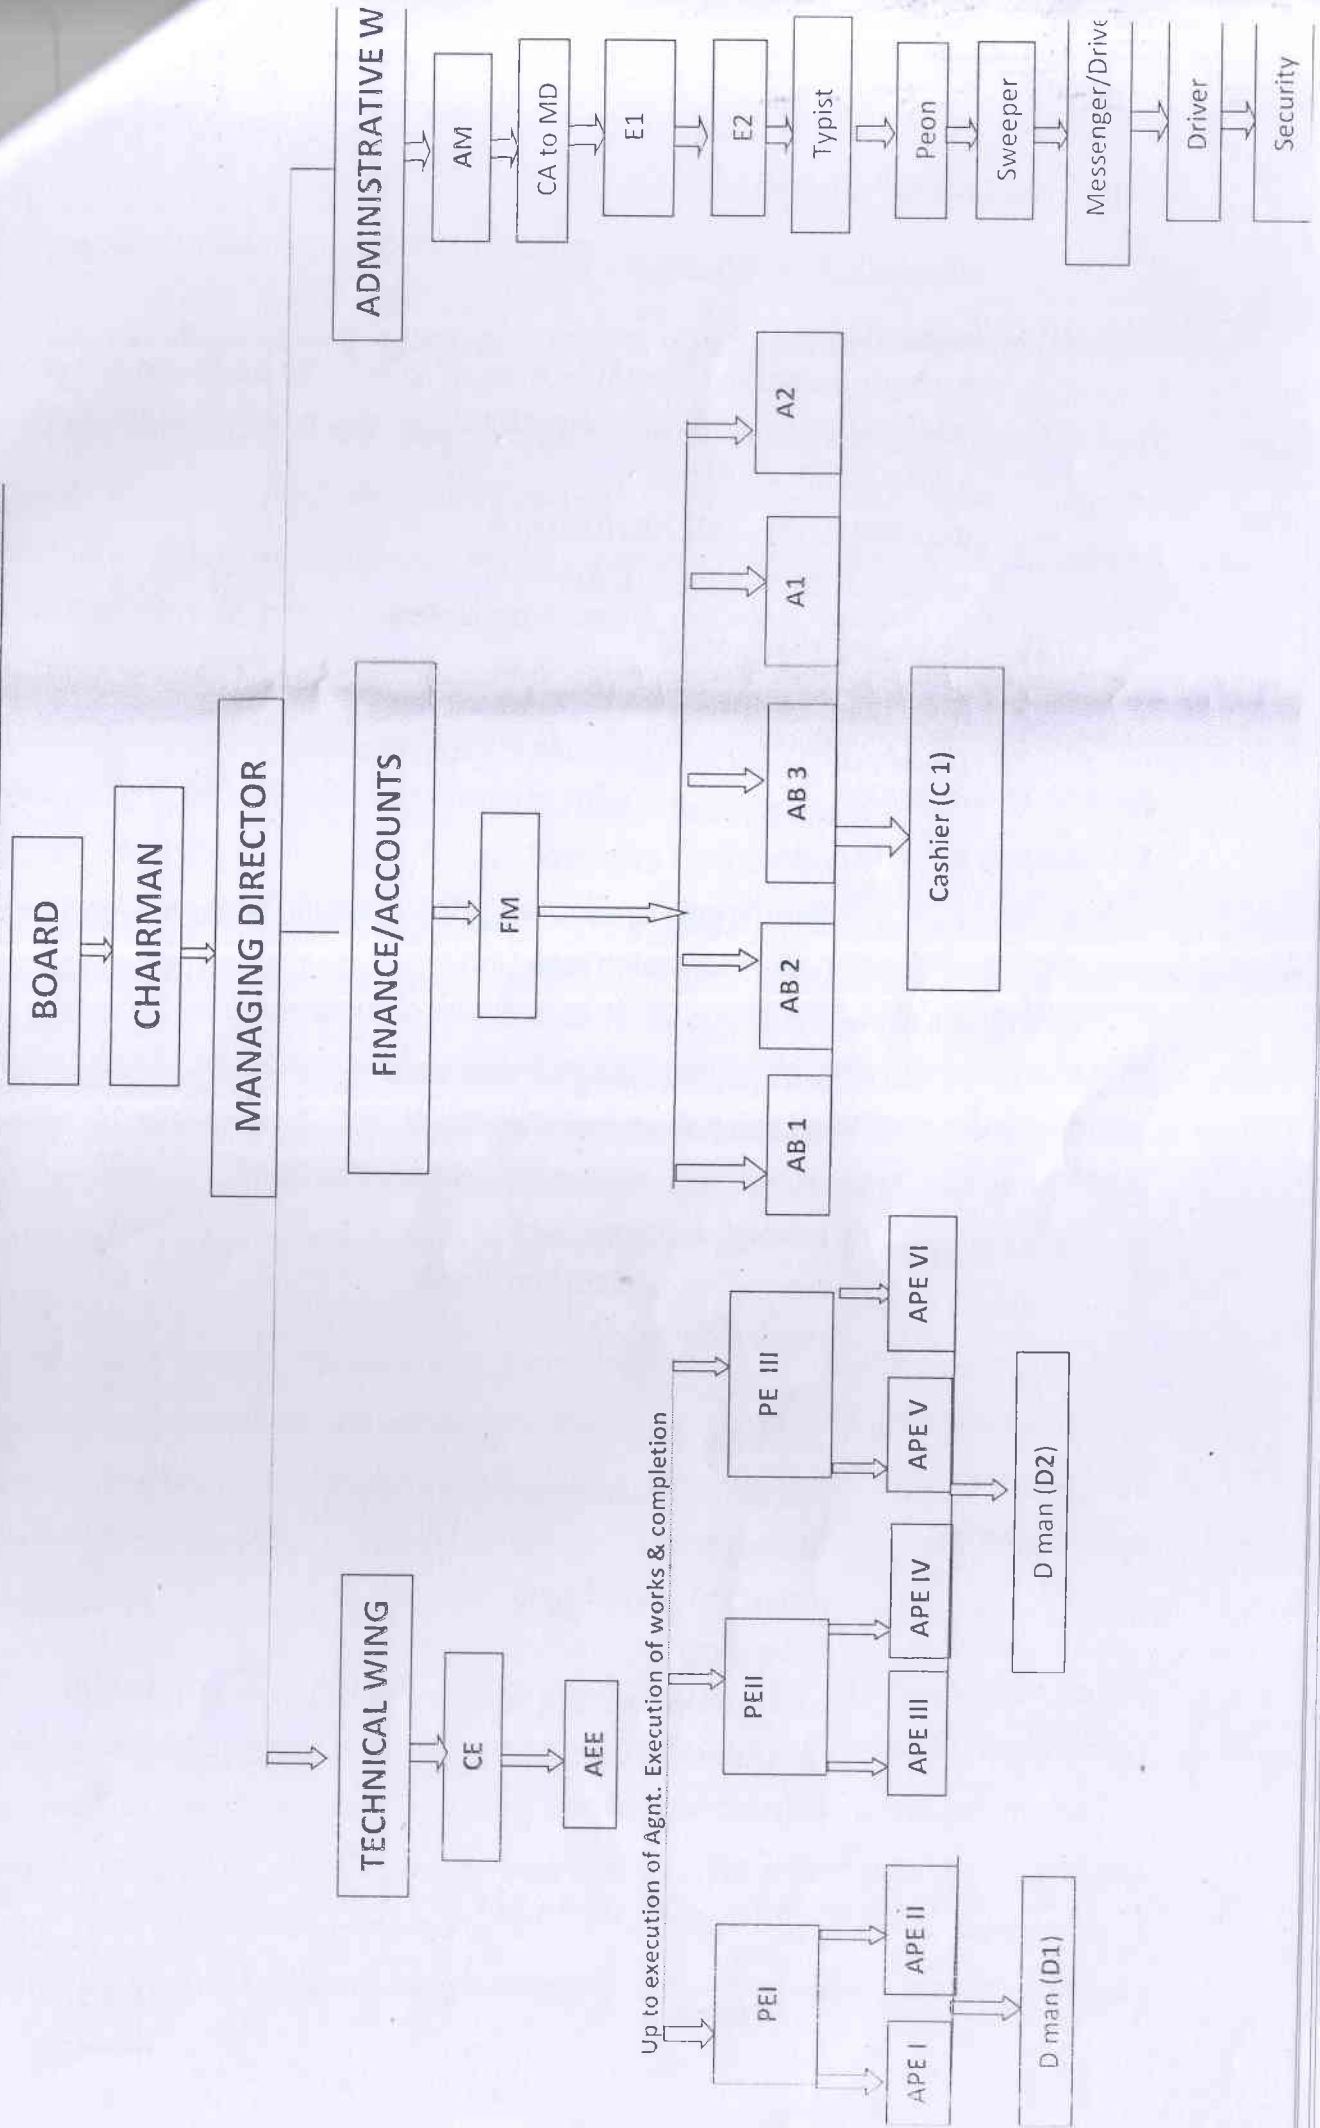 BOARD
CHAIRMAN
MANAGING DIRECTOR
TECHNICAL WING
CE
AEE
Up to execution of Agnt. Execution of works & completion
PEI
PEII
PE III
APE I
APE II
APE III
APE IV
APE V
APE VI
D man (D1)
D man (D2)
FINANCE/ACCOUNTS
FM
AB 1
AB 2
AB 3
A1
A2
Cashier (C 1)
ADMINISTRATIVE W
AM
CA to MD
E1
E2
Typist
Peon
Sweeper
Messenger/Drive
Driver
Security